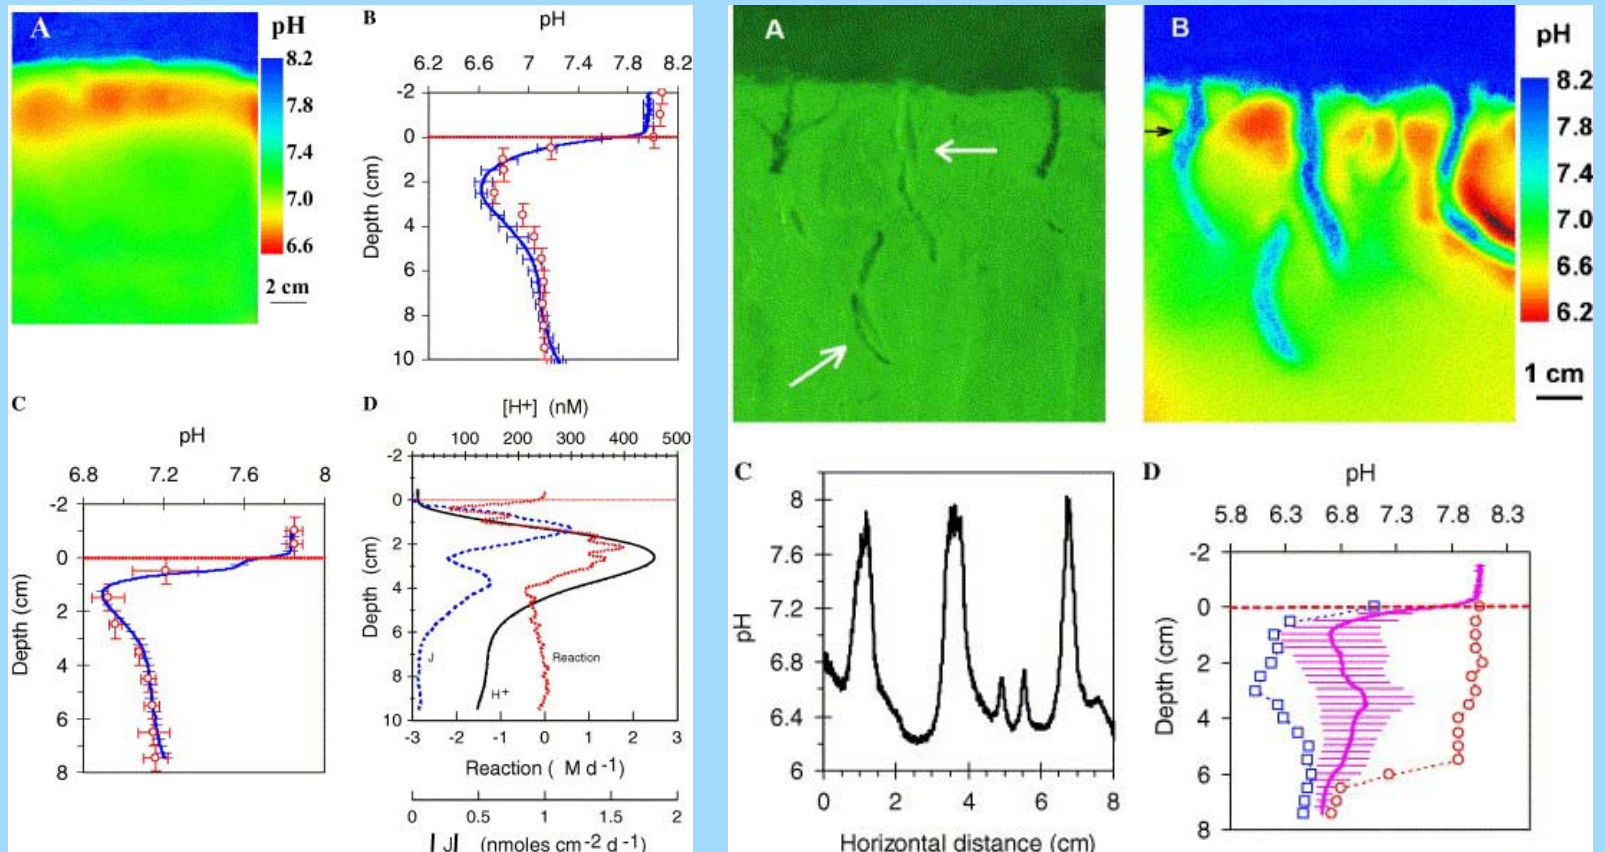 A
pH
8.2
7.8
7.4
7.0
6.6
2 cm
B
pH
6.2 6.6 7 7.4 7.8 8.2
-2
0
2
4
6
8
10
Depth (cm)
C
pH
6.8 7.2 7.6 8
-2
0
2
4
6
8
Depth (cm)
D
[H+] (nM)
0 100 200 300 400 500
-2
0
2
4
6
8
10
Depth (cm)
J
H+
Reaction
-3 -2 -1 0 1 2 3
Reaction ( M d-1)
0 0.5 1 1.5 2
|J| (nmoles cm-2 d-1)
A
B
pH
8.2
7.8
7.4
7.0
6.6
6.2
1 cm
C
8
7.6
7.2
6.8
6.4
6
pH
0 2 4 6 8
Horizontal distance (cm)
D
pH
5.8 6.3 6.8 7.3 7.8 8.3
-2
0
2
4
6
8
Depth (cm)